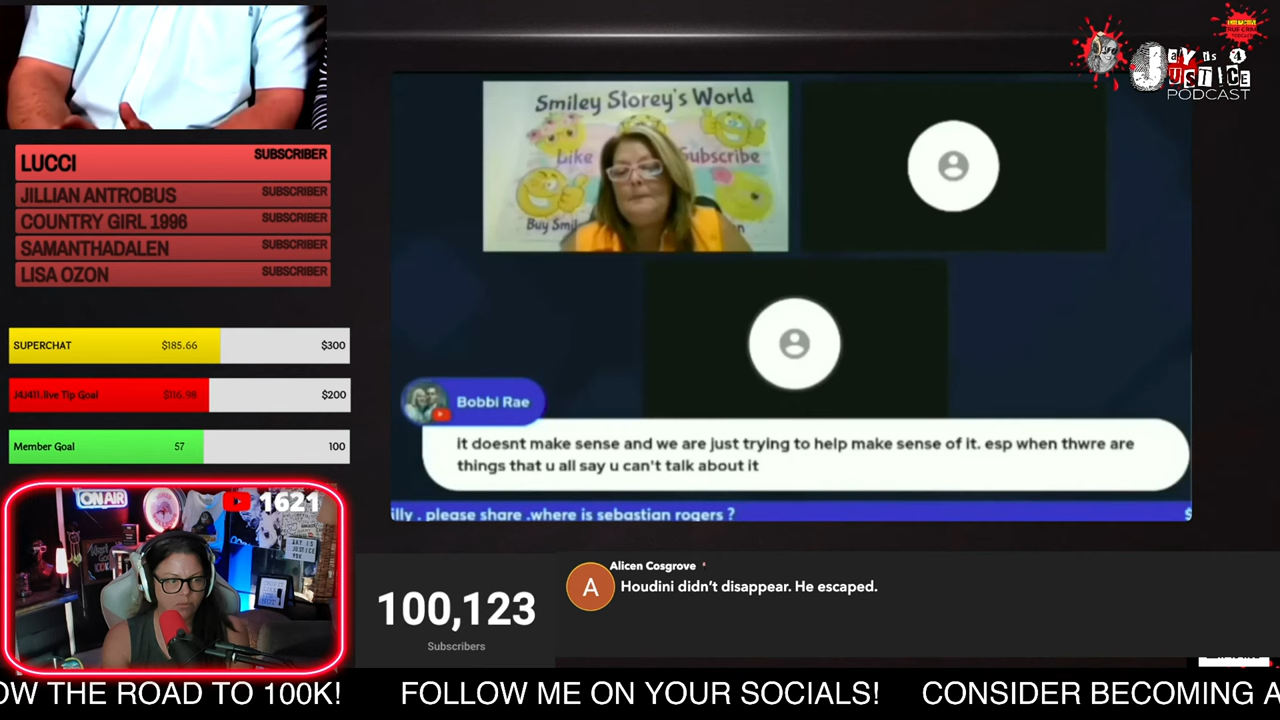 JAY IS 4
JUSTICE
PODCAST
Smiley Storey's World
Like
Subscribe
LUCCI SUBSCRIBER
JILLIAN ANTROBUS SUBSCRIBER
COUNTRY GIRL 1996 SUBSCRIBER
SAMANTHADALEN SUBSCRIBER
LISA OZON SUBSCRIBER
SUPERCHAT $185.66 $300
J4J411.live Tip Goal $116.98 $200
Member Goal 57 100
Bobbi Rae
it doesnt make sense and we are just trying to help make sense of it. esp when thwre are
things that u all say u can't talk about it
illy . please share .where is sebastian rogers ? $
ON AIR
1621
Alicen Cosgrove
A
Houdini didn't disappear. He escaped.
100,123
Subscribers
OW THE ROAD TO 100K! FOLLOW ME ON YOUR SOCIALS! CONSIDER BECOMING A